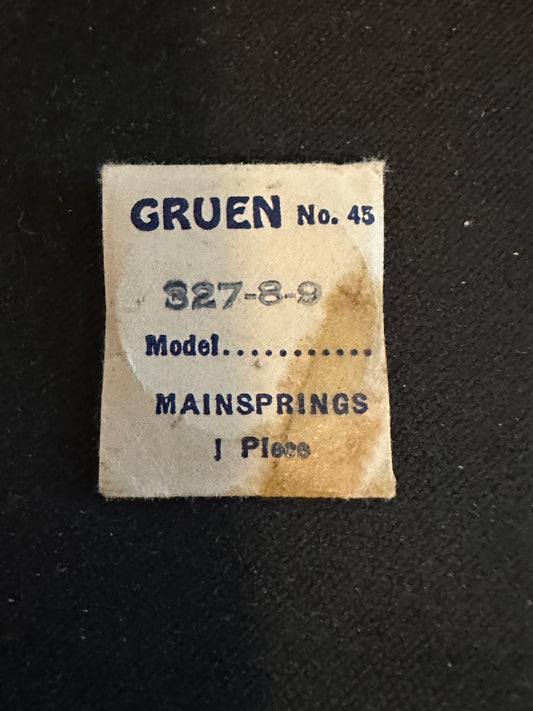 GRUEN No. 45
327-8-9
Model............
MAINSPRINGS
1 Piece